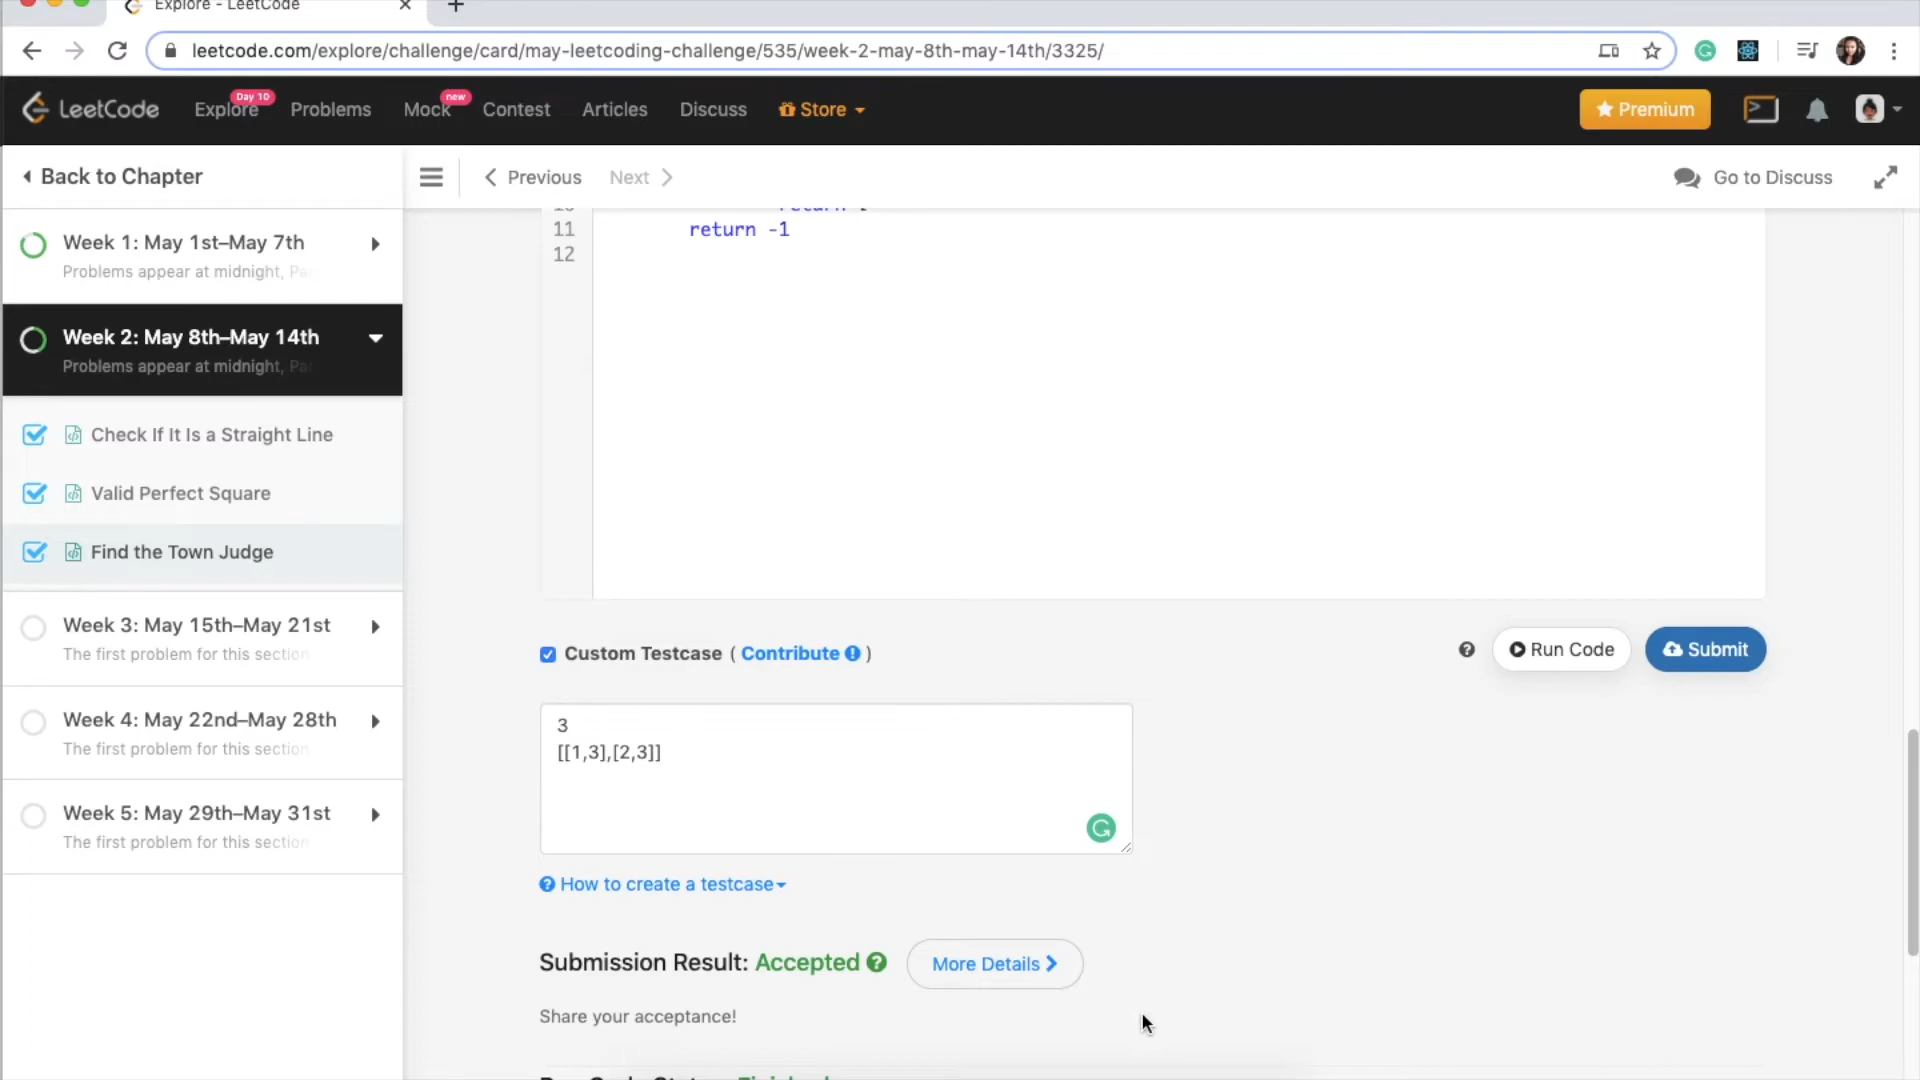 Explore - LeetCode
leetcode.com/explore/challenge/card/may-leetcoding-challenge/535/week-2-may-8th-may-14th/3325/
LeetCode Explore Day 10 Problems Mock new Contest Articles Discuss Store Premium
Back to Chapter
Previous Next Go to Discuss
Week 1: May 1st–May 7th
Problems appear at midnight, Pa
Week 2: May 8th–May 14th
Problems appear at midnight, Pa
Check If It Is a Straight Line
Valid Perfect Square
Find the Town Judge
Week 3: May 15th–May 21st
The first problem for this section
Week 4: May 22nd–May 28th
The first problem for this section
Week 5: May 29th–May 31st
The first problem for this section
11 return -1
12
Custom Testcase ( Contribute )
Run Code Submit
3
[[1,3],[2,3]]
How to create a testcase
Submission Result: Accepted More Details
Share your acceptance!